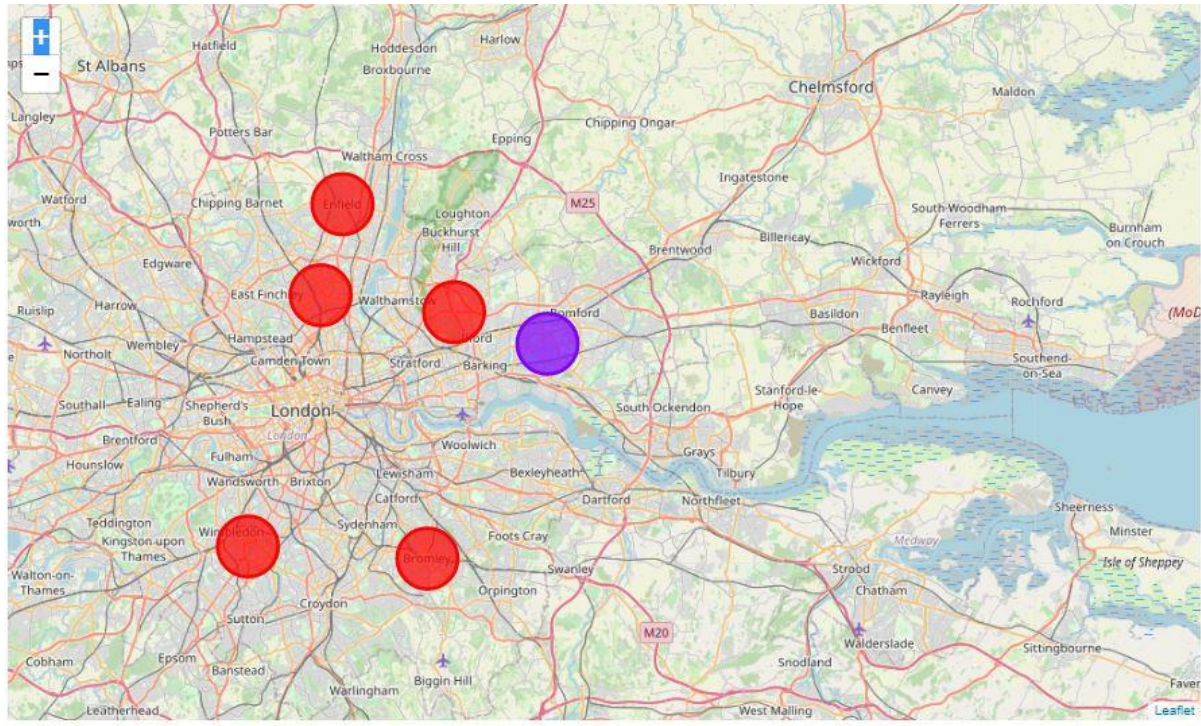 +
−
Hatfield
Hoddesdon
Harlow
St Albans
Broxbourne
Chelmsford
Maldon
Langley
Potters Bar
Chipping Ongar
Epping
Waltham Cross
Ingatestone
Watford
Chipping Barnet
Enfield
M25
Loughton
South-Woodham
Ferrers
Buckhurst
Hill
Billericay
Burnham
on Crouch
Brentwood
Wickford
Edgware
East Finchl
Walthamstow
Rayleigh
Rochford
Harrow
Ruislip
Romford
Basildon
(MoD
Hampstead
lford
Benfleet
Wembley
Northolt
Camden Town
Stratford
Barking
Southend-
on-Sea
Stanford-le-
Hope
Canvey
Southall
Ealing
Shepherd's
Bush
London
South Ockendon
London
Brentford
Woolwich
Grays
Fulham
Hounslow
Lewisham
Bexleyheath
Tilbury
Wandsworth
Brixton
Catford
Dartford
Northfleet
Sheerness
Teddington
Sydenham
Wimbledon
Foots Cray
Minster
Kingston upon
Thames
Medway
Bromley
Isle of Sheppey
Swanley
Strood
Walton-on-
Thames
Orpington
Chatham
Croydon
Sutton
M20
Walderslade
Sittingbourne
Cobham
Epsom
Banstead
Snodland
Biggin Hill
Warlingham
Faver
Leatherhead
West Malling
Leaflet